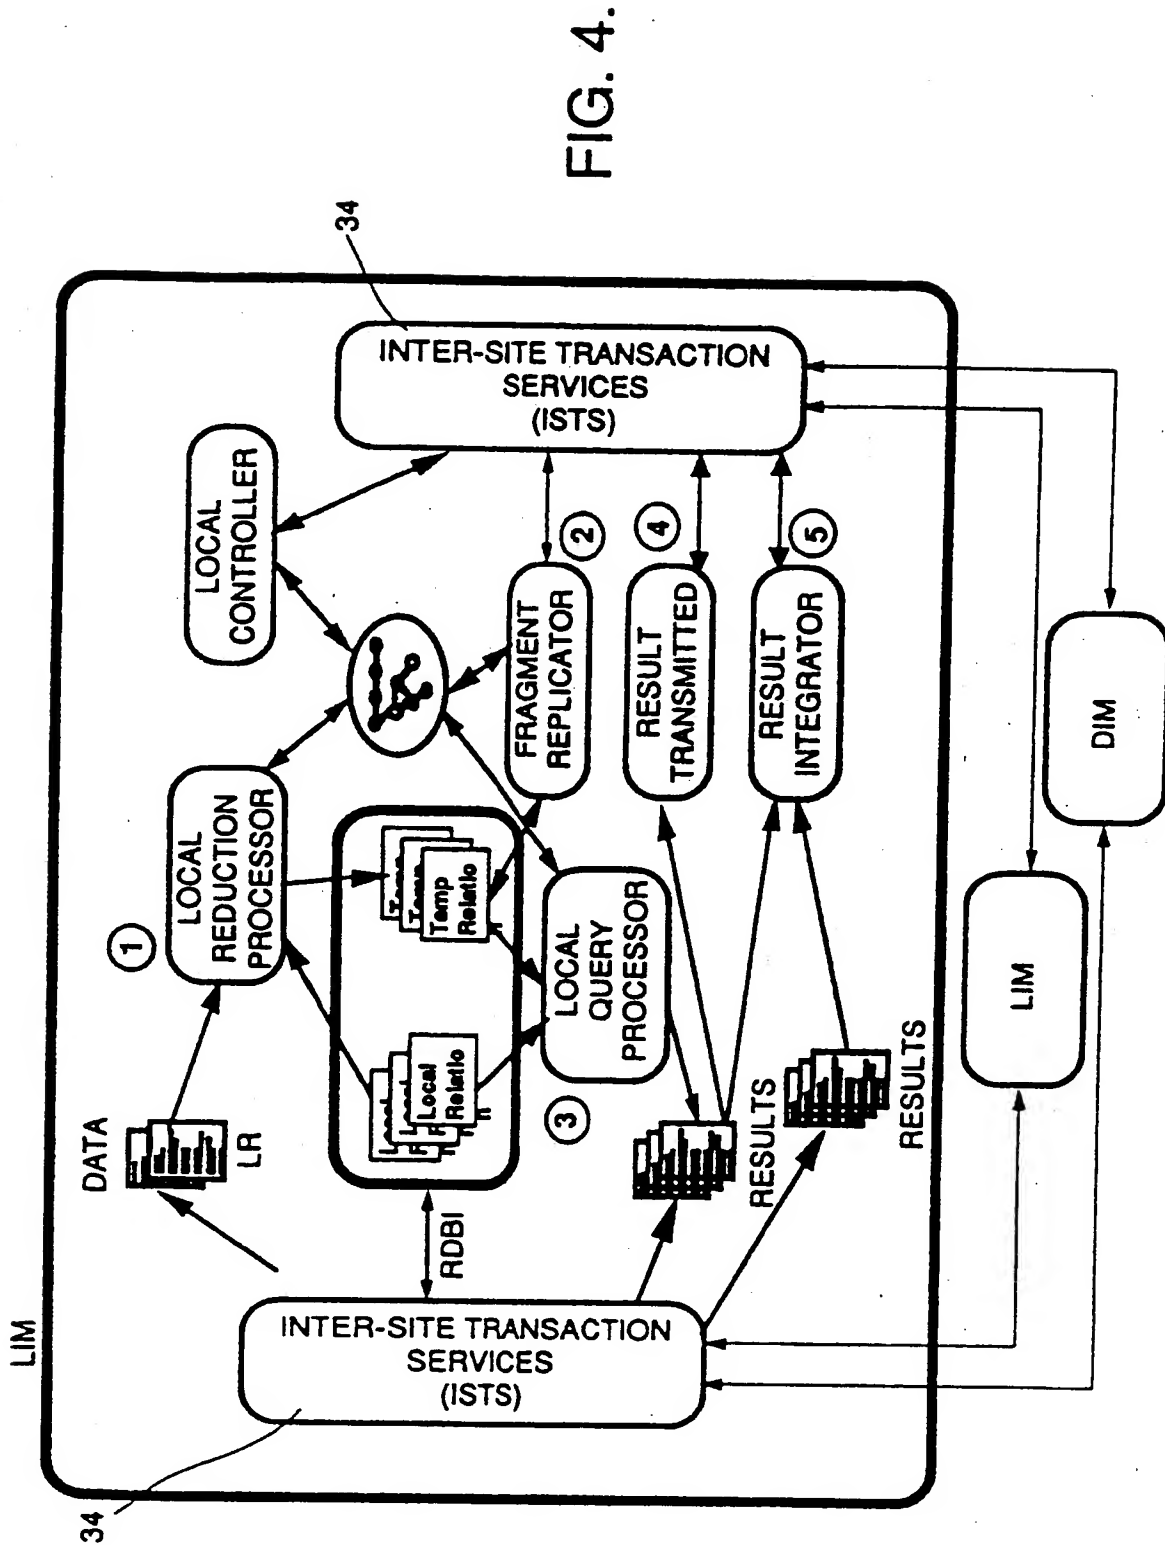 LIM
34
INTER-SITE TRANSACTION
SERVICES
(ISTS)
DATA
LR
RDBI
1
LOCAL
REDUCTION
PROCESSOR
LOCAL
CONTROLLER
34
INTER-SITE TRANSACTION
SERVICES
(ISTS)
Local
Relatio
n
Temp
Relatio
n
3
LOCAL
QUERY
PROCESSOR
2
FRAGMENT
REPLICATOR
4
RESULT
TRANSMITTED
5
RESULT
INTEGRATOR
RESULTS
RESULTS
LIM
DIM
FIG. 4.